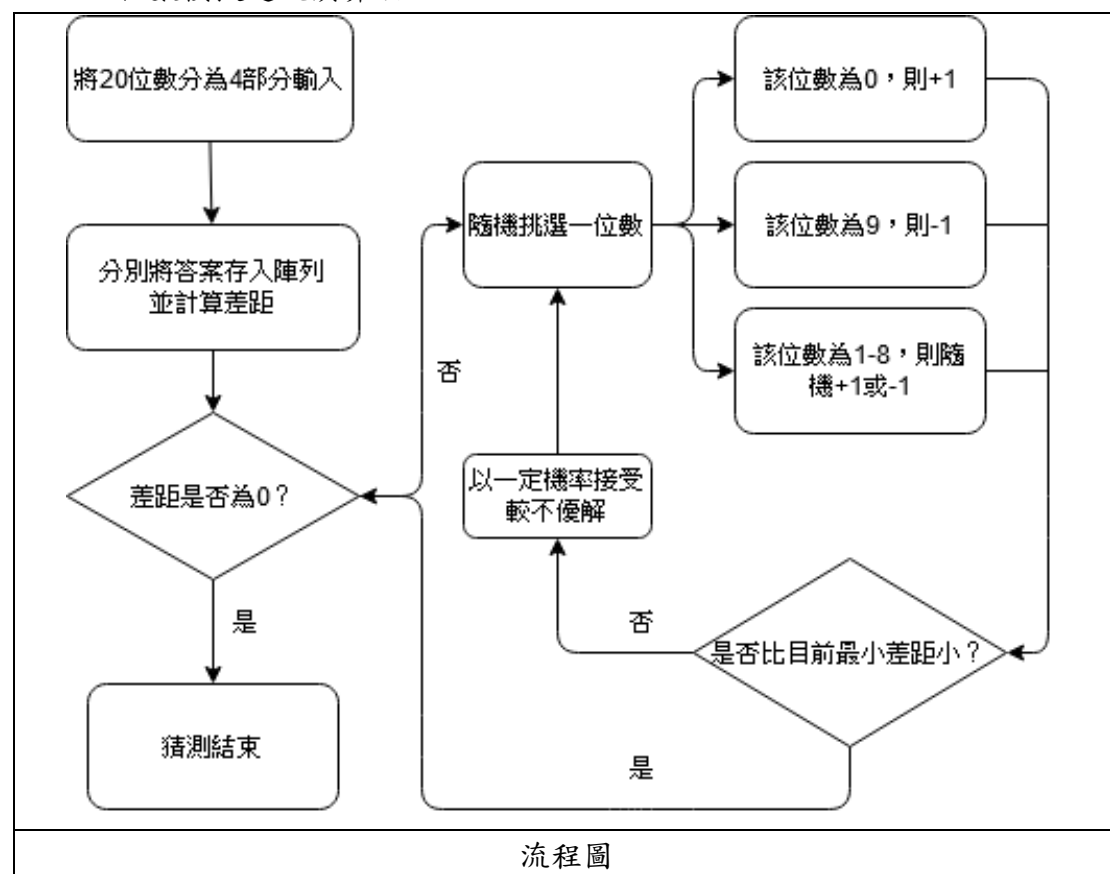 將20位數分為4部分輸入
分別將答案存入陣列
並計算差距
差距是否為0？
是
猜測結束
否
隨機挑選一位數
該位數為0，則+1
該位數為9，則-1
該位數為1-8，則隨
機+1或-1
以一定機率接受
較不優解
否
是否比目前最小差距小？
是
流程圖